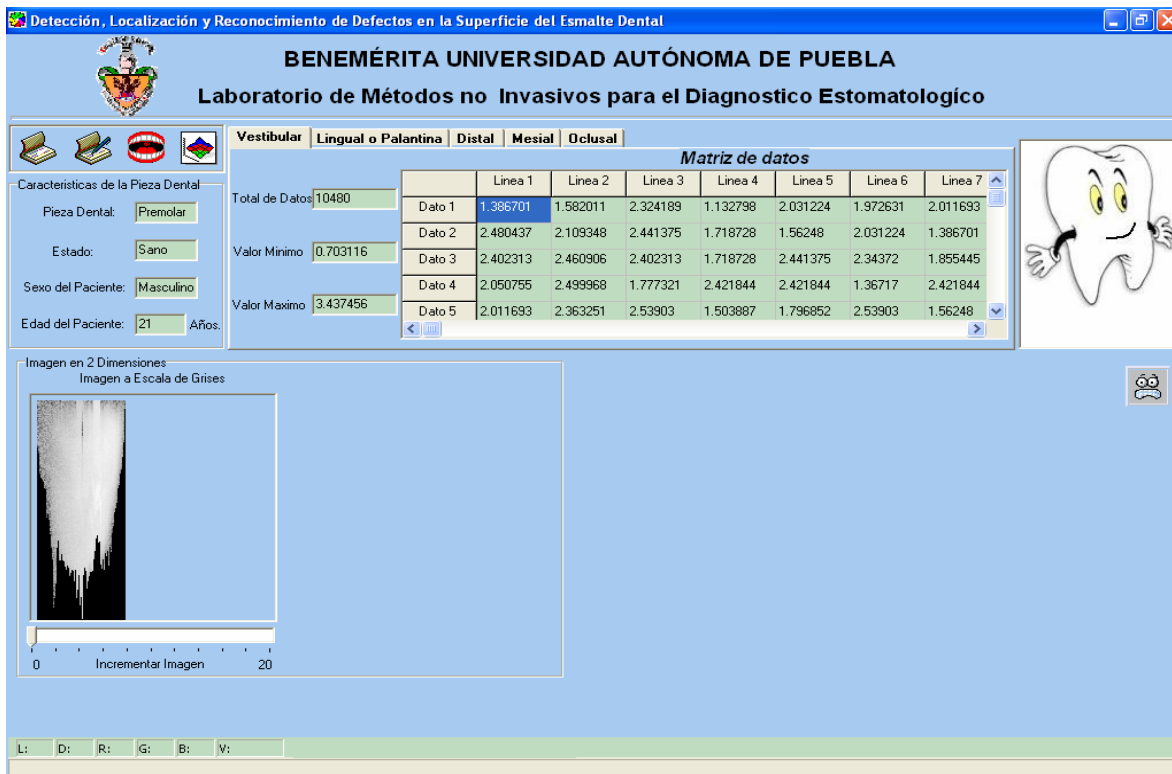 Detección, Localización y Reconocimiento de Defectos en la Superficie del Esmalte Dental
BENEMÉRITA UNIVERSIDAD AUTÓNOMA DE PUEBLA
Laboratorio de Métodos no Invasivos para el Diagnostico Estomatologíco
Vestibular Lingual o Palantina Distal Mesial Oclusal
Matriz de datos
Caracteristicas de la Pieza Dental
Pieza Dental: Premolar
Estado: Sano
Sexo del Paciente: Masculino
Edad del Paciente: 21 Años.
Total de Datos 10480
Valor Minimo 0.703116
Valor Maximo 3.437456
Linea 1 Linea 2 Linea 3 Linea 4 Linea 5 Linea 6 Linea 7
Dato 1 1.386701 1.582011 2.324189 1.132798 2.031224 1.972631 2.011693
Dato 2 2.480437 2.109348 2.441375 1.718728 1.56248 2.031224 1.386701
Dato 3 2.402313 2.460906 2.402313 1.718728 2.441375 2.34372 1.855445
Dato 4 2.050755 2.499968 1.777321 2.421844 2.421844 1.36717 2.421844
Dato 5 2.011693 2.363251 2.53903 1.503887 1.796852 2.53903 1.56248
Imagen en 2 Dimensiones
Imagen a Escala de Grises
0 Incrementar Imagen 20
L: D: R: G: B: V: